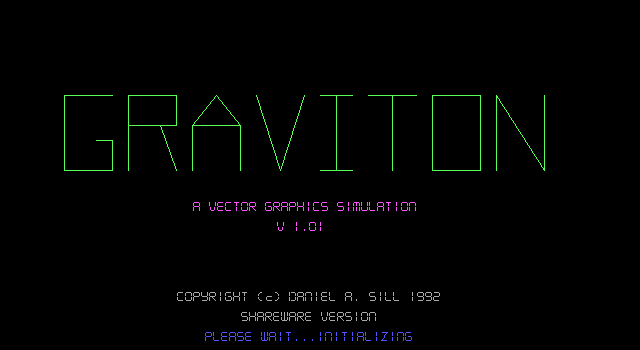 GRAVITON
A VECTOR GRAPHICS SIMULATION
V 1.01
COPYRIGHT (c) DANIEL A. SILL 1992
SHAREWARE VERSION
PLEASE WAIT...INITIALIZING